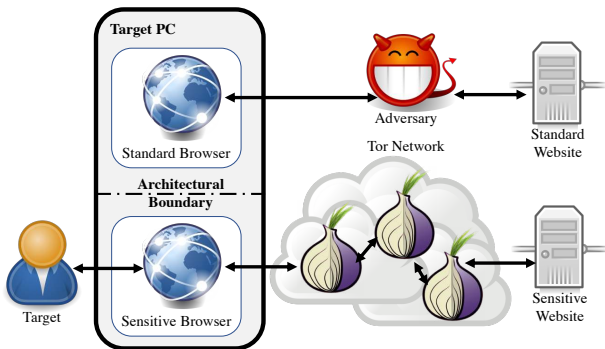 Target PC
Standard Browser
Adversary
Standard
Website
Tor Network
Architectural
Boundary
Target
Sensitive Browser
Sensitive
Website